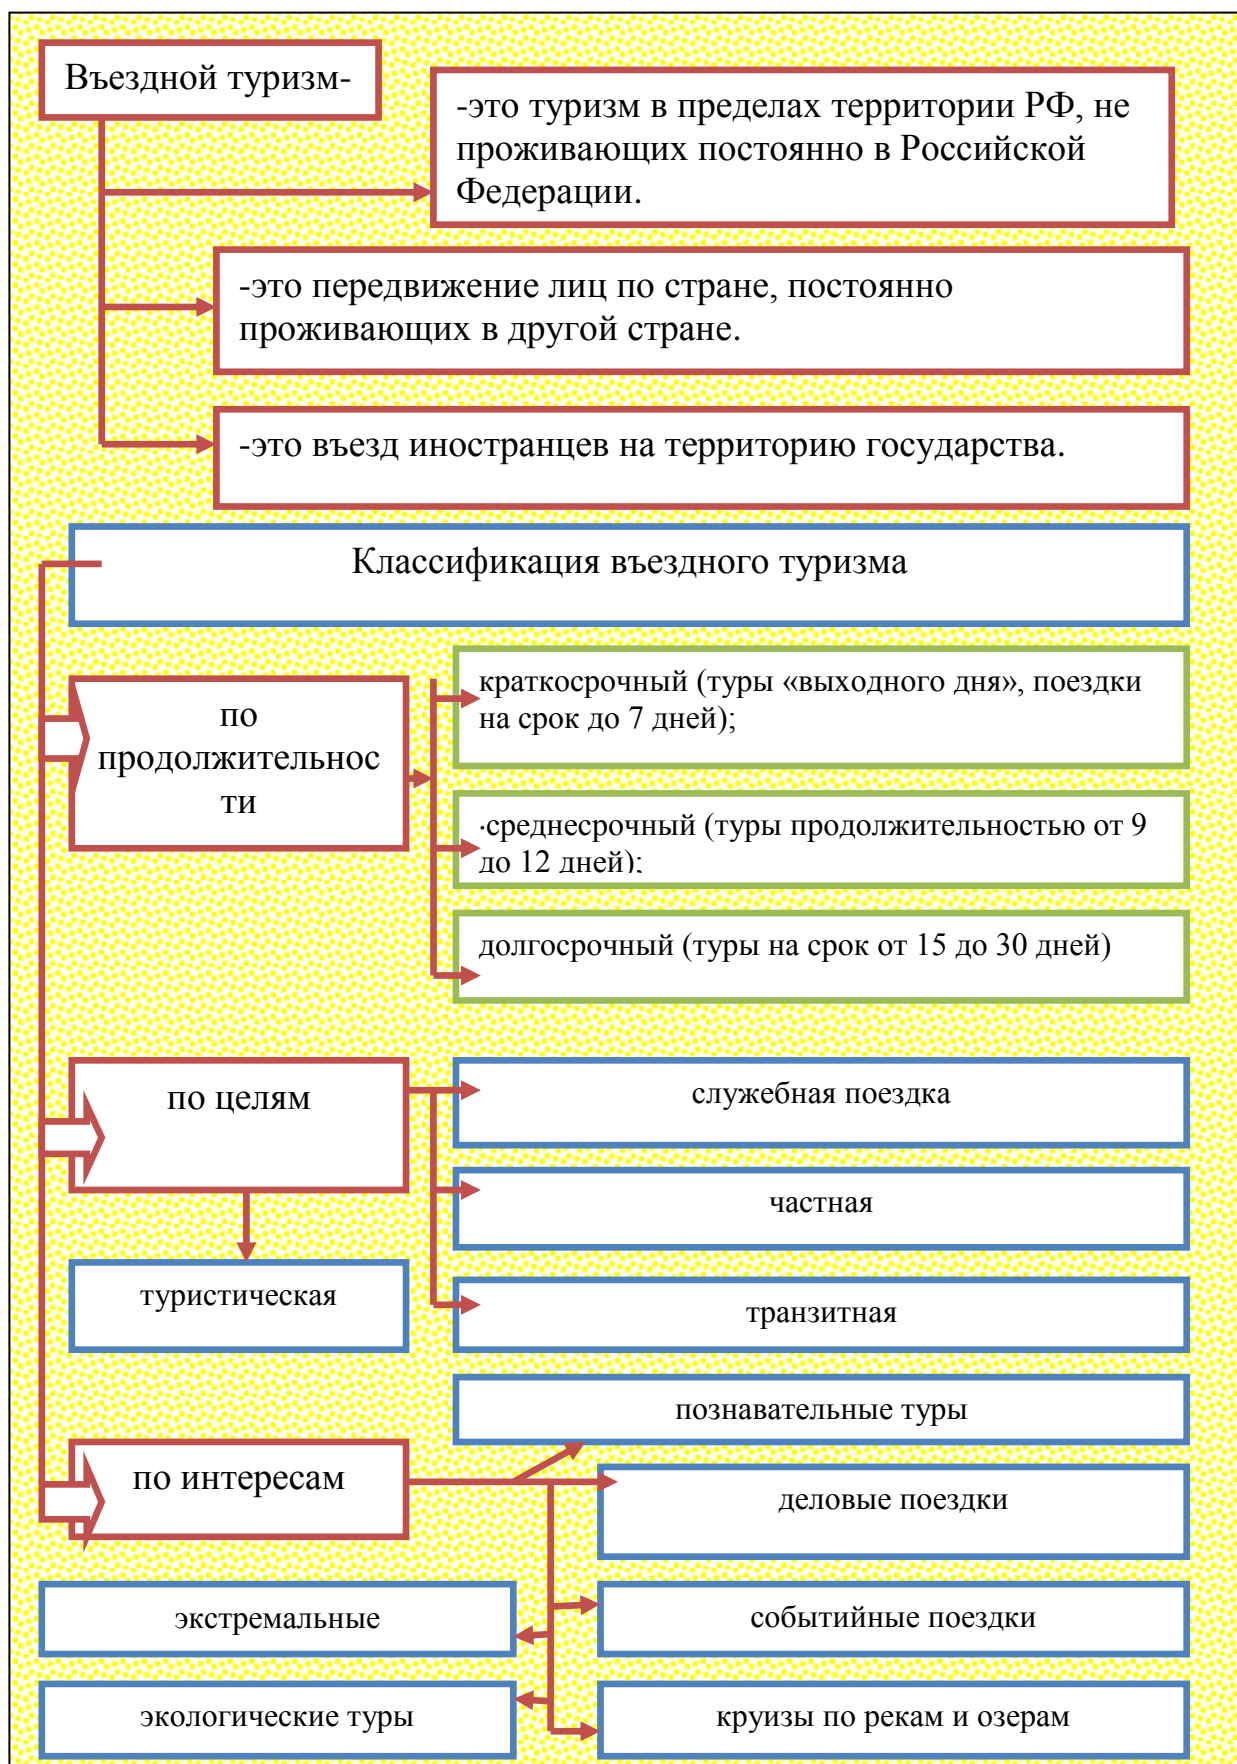 Въездной туризм-
-это туризм в пределах территории РФ, не
проживающих постоянно в Российской
Федерации.
-это передвижение лиц по стране, постоянно
проживающих в другой стране.
-это въезд иностранцев на территорию государства.
Классификация въездного туризма
по
продолжительнос
ти
краткосрочный (туры «выходного дня», поездки
на срок до 7 дней);
·среднесрочный (туры продолжительностью от 9
до 12 дней);
долгосрочный (туры на срок от 15 до 30 дней)
по целям
служебная поездка
частная
туристическая
транзитная
познавательные туры
по интересам
деловые поездки
экстремальные
событийные поездки
экологические туры
круизы по рекам и озерам